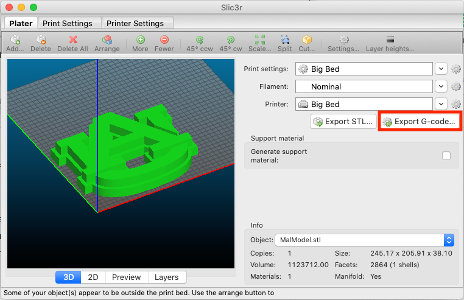 Slic3r
Plater Print Settings Printer Settings
Add... Delete Delete All Arrange More Fewer 45° ccw 45° cw Scale... Split Cut... Settings... Layer heights...
Print settings: Big Bed
Filament: Nominal
Printer: Big Bed
Export STL... Export G-code...
Support material
Generate support
material:
Info
Object: MalModel.stl
Copies: 1 Size: 245.17 x 205.91 x 38.10
Volume: 1123712.00 Facets: 2864 (1 shells)
Materials: 1 Manifold: Yes
3D 2D Preview Layers
Some of your object(s) appear to be outside the print bed. Use the arrange button to